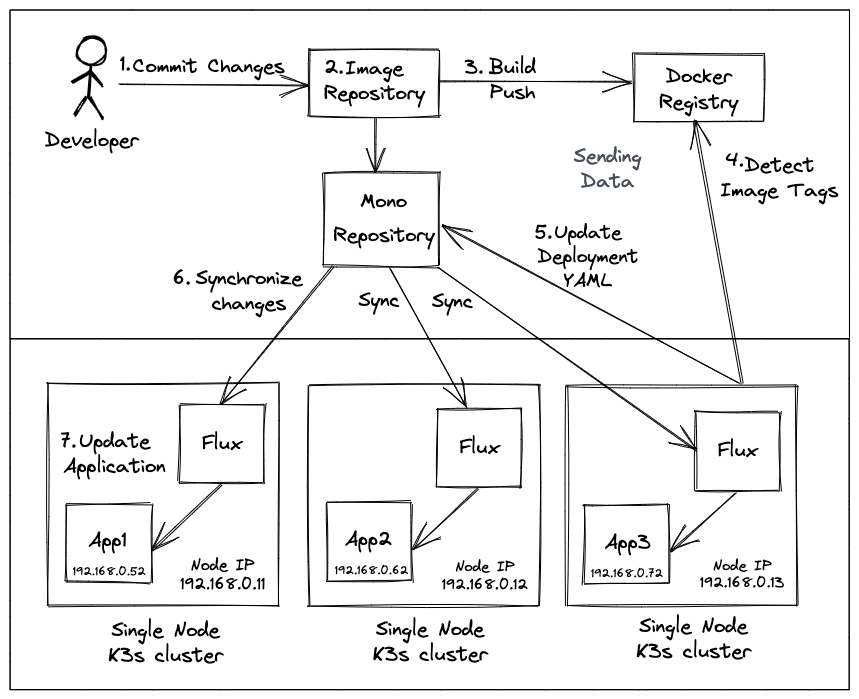 1.Commit Changes
2.Image
Repository
3. Build
Push
Docker
Registry
Developer
Sending
Data
4.Detect
Image Tags
Mono
Repository
5.Update
Deployment
YAML
6.Synchronize
changes
Sync
Sync
7.Update
Application
Flux
App1
192.168.0.52
Node IP
192.168.0.11
Flux
App2
192.168.0.62
Node IP
192.168.0.12
Flux
App3
192.168.0.72
Node IP
192.168.0.13
Single Node
K3s cluster
Single Node
K3s cluster
Single Node
K3s cluster